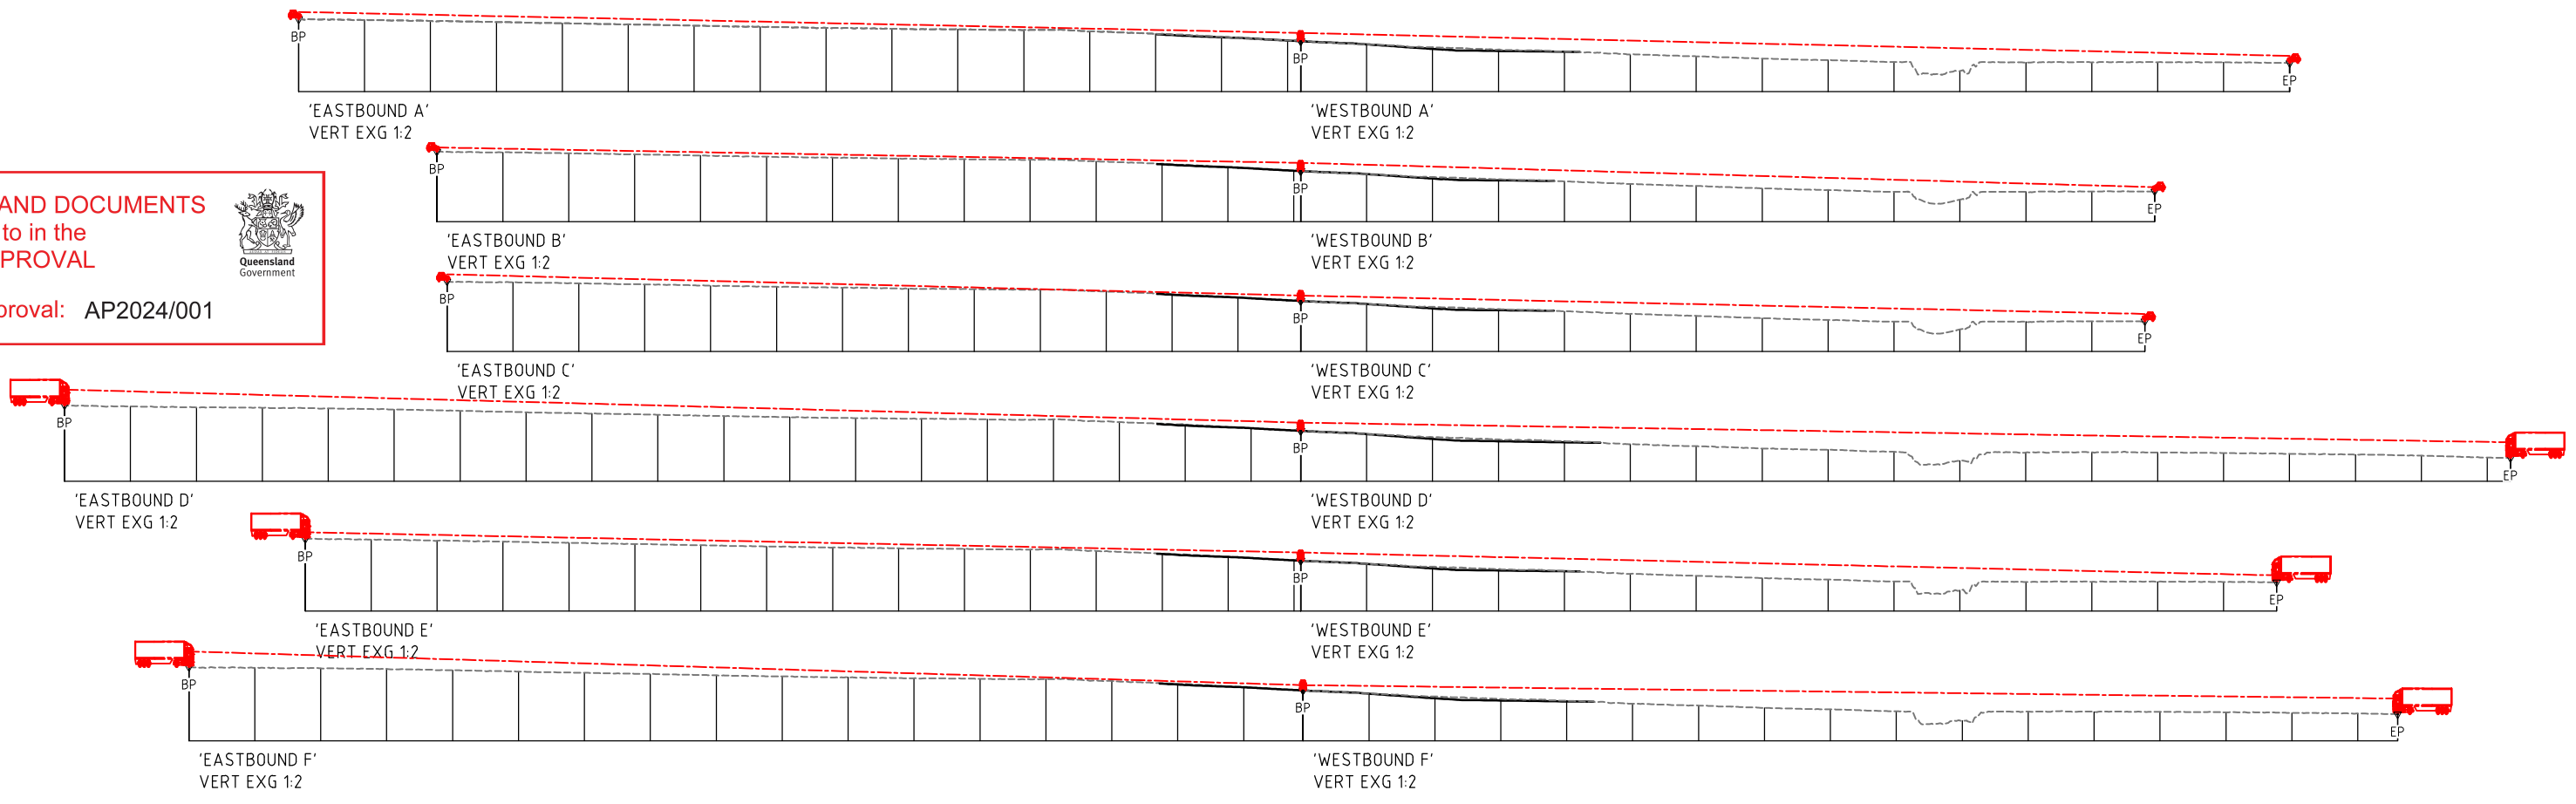 BP
BP
EP
'EASTBOUND A'
VERT EXG 1:2
'WESTBOUND A'
VERT EXG 1:2
BP
BP
EP
'EASTBOUND B'
VERT EXG 1:2
'WESTBOUND B'
VERT EXG 1:2
AND DOCUMENTS
to in the
PROVAL
proval: AP2024/001
Queensland
Government
BP
BP
EP
'EASTBOUND C'
VERT EXG 1:2
'WESTBOUND C'
VERT EXG 1:2
BP
BP
EP
'EASTBOUND D'
VERT EXG 1:2
'WESTBOUND D'
VERT EXG 1:2
BP
BP
EP
'EASTBOUND E'
VERT EXG 1:2
'WESTBOUND E'
VERT EXG 1:2
BP
BP
EP
'EASTBOUND F'
VERT EXG 1:2
'WESTBOUND F'
VERT EXG 1:2